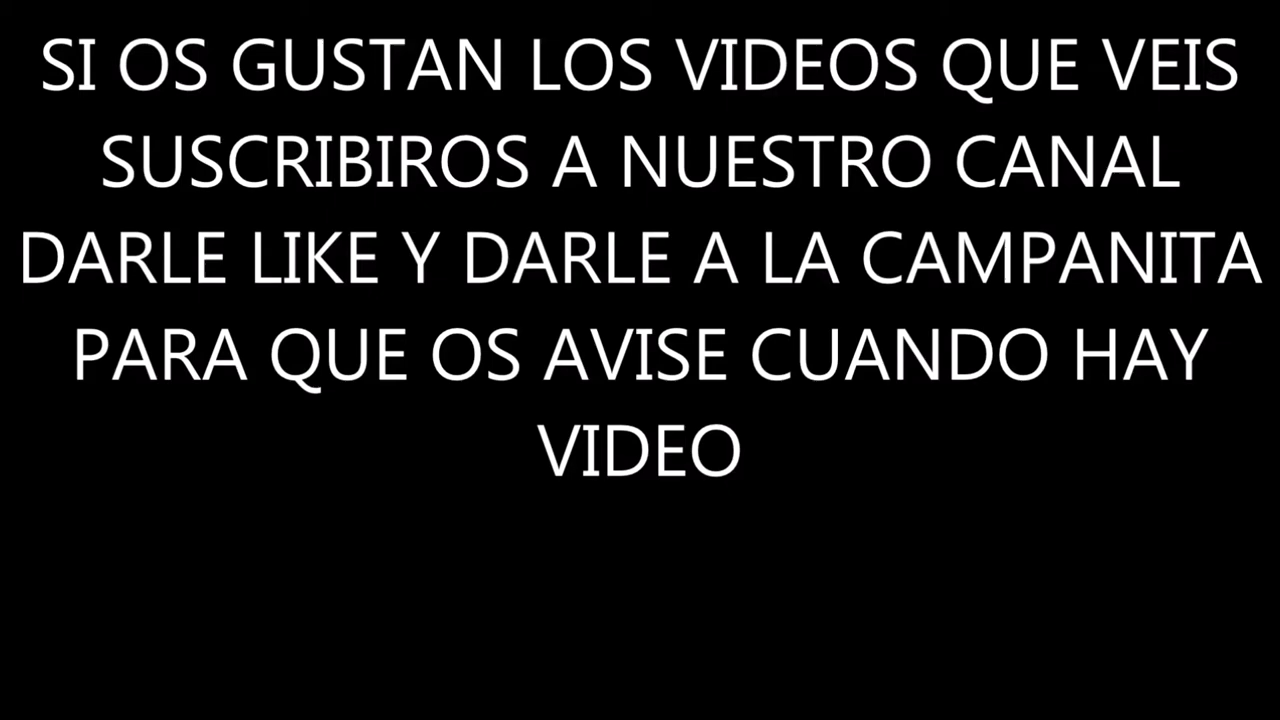 SI OS GUSTAN LOS VIDEOS QUE VEIS
SUSCRIBIROS A NUESTRO CANAL
DARLE LIKE Y DARLE A LA CAMPANITA
PARA QUE OS AVISE CUANDO HAY
VIDEO